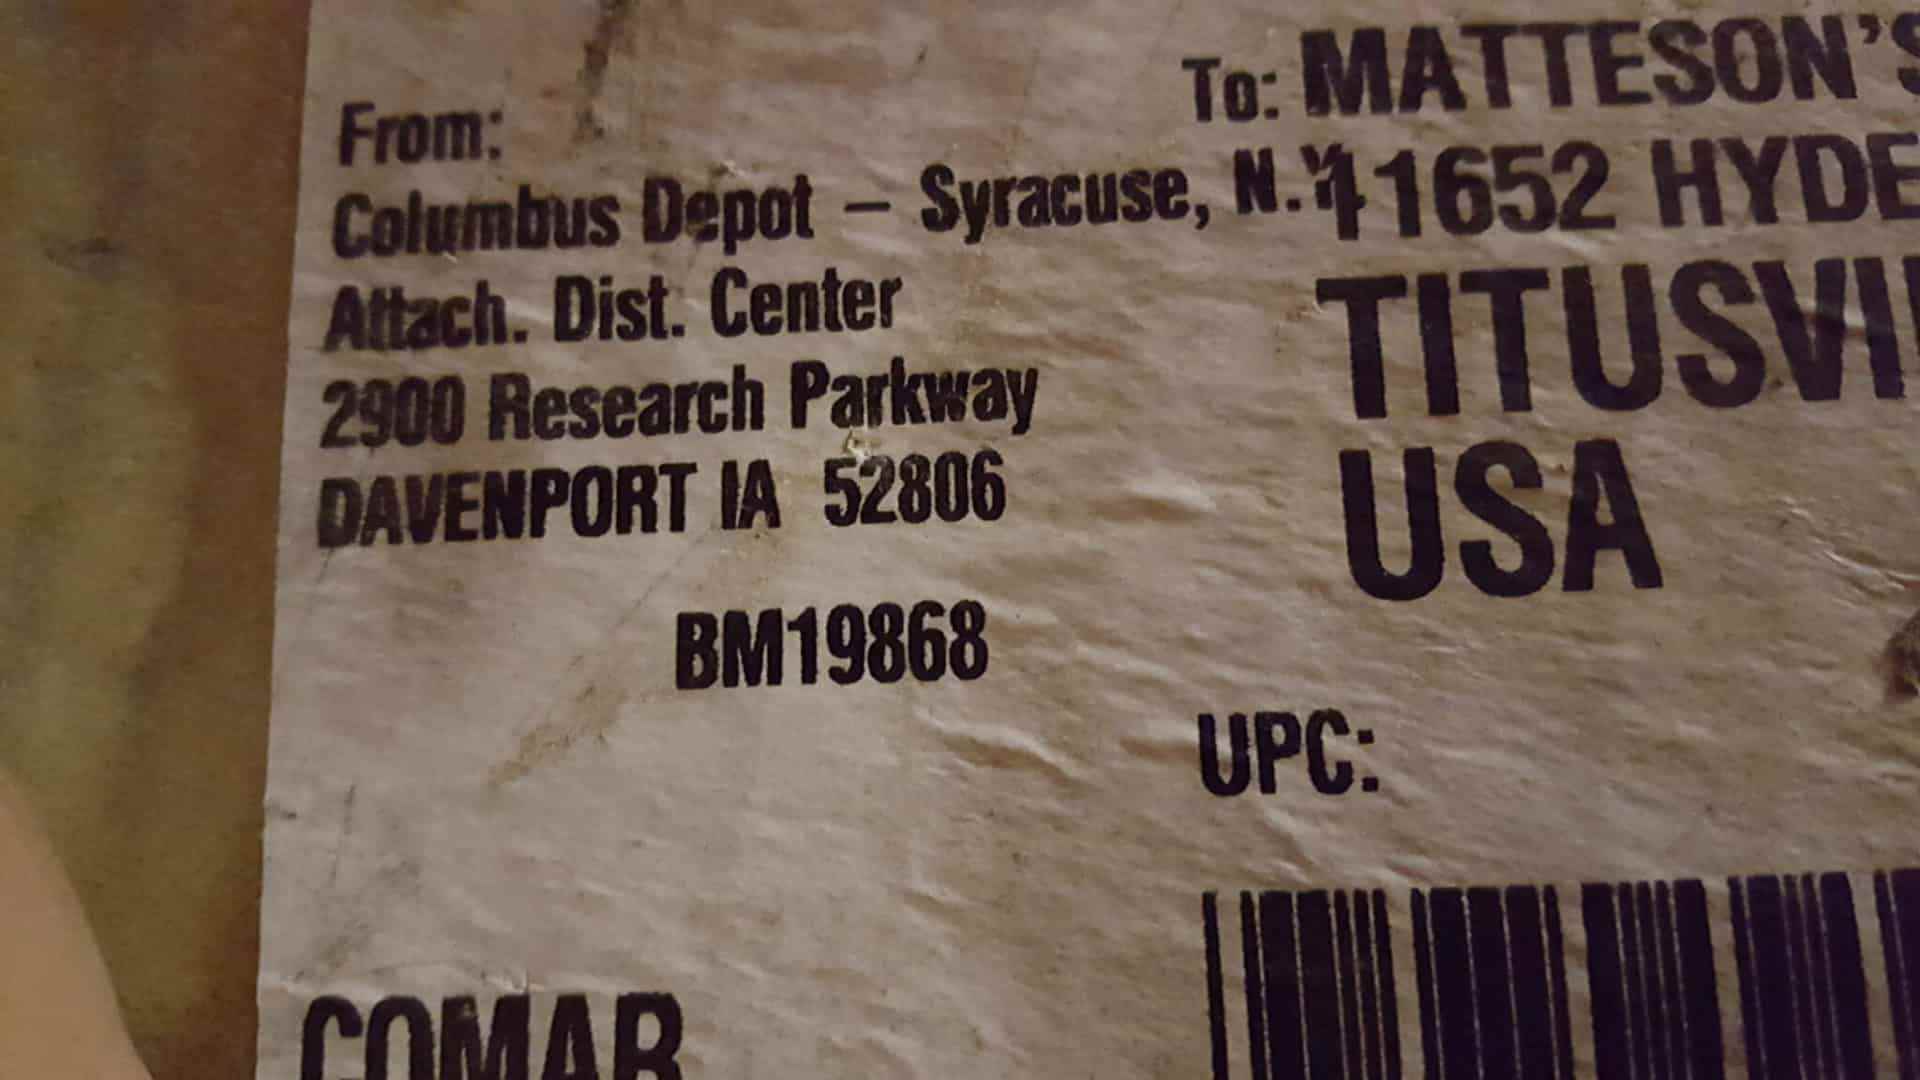 From:
Columbus Depot – Syracuse, N.Y.
Attach. Dist. Center
2900 Research Parkway
DAVENPORT IA 52806
BM19868
To: MATTESON'S
11652 HYDE
TITUSVI
USA
UPC:
COMAR